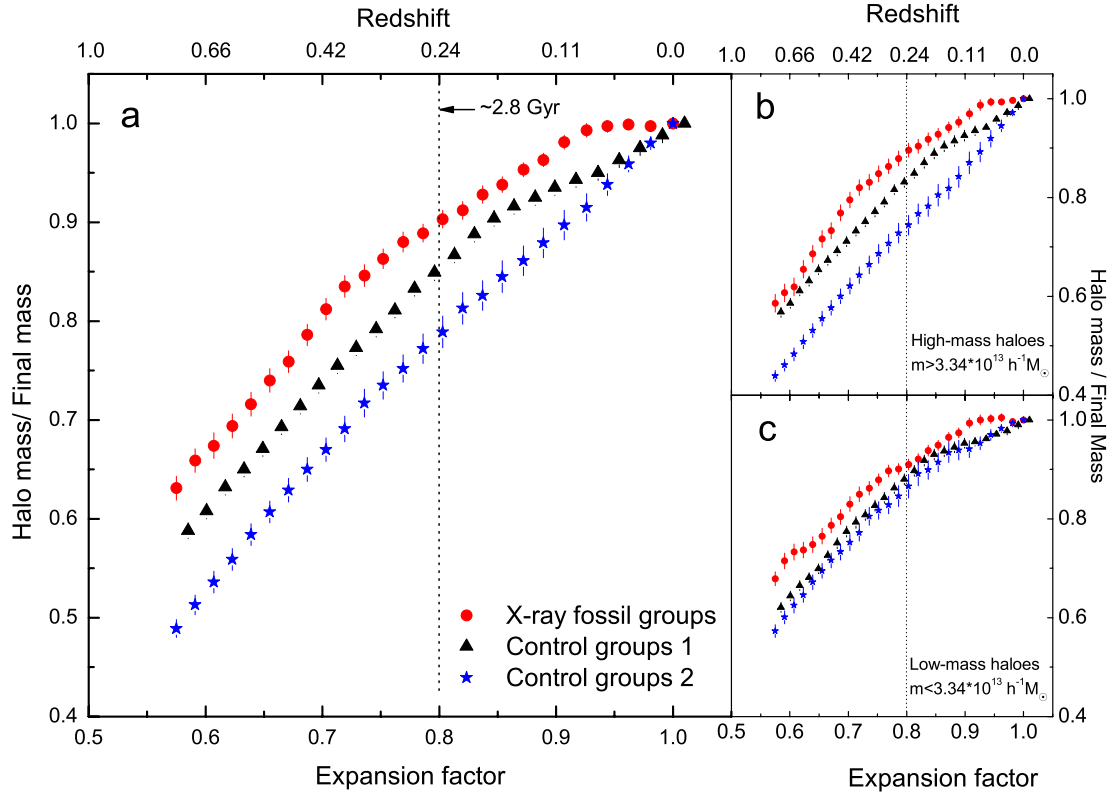 Redshift
1.0 0.66 0.42 0.24 0.11 0.0
a
~2.8 Gyr
Halo mass/ Final mass
1.0
0.9
0.8
0.7
0.6
0.5
0.4
X-ray fossil groups
Control groups 1
Control groups 2
0.5 0.6 0.7 0.8 0.9 1.0
Expansion factor
Redshift
1.0 0.66 0.42 0.24 0.11 0.0
b
1.0
0.8
0.6
0.4
High-mass haloes
m>3.34*10¹³ h⁻¹M☉
Halo mass / Final Mass
c
1.0
0.8
0.6
0.4
Low-mass haloes
m<3.34*10¹³ h⁻¹M☉
0.5 0.6 0.7 0.8 0.9 1.0
Expansion factor